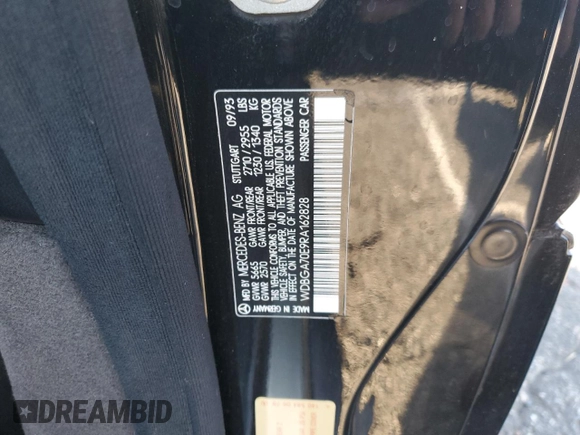 MFD BY MERCEDES-BENZ AG STUTTGART 09/93
GVWR 5665 GAWR FRONT/REAR 2710 / 2955 LBS
GVWR 2570 GAWR FRONT/REAR 1230 / 1340 KG
THIS CAR CONFORMS TO ALL APPLICABLE U.S. FEDERAL MOTOR
VEHICLE SAFETY, BUMPER, AND THEFT PREVENTION STANDARDS
IN EFFECT ON THE DATE OF MANUFACTURE SHOWN ABOVE
WDBGA70E9RA162828 PASSENGER CAR
MADE IN GERMANY
DREAMBID